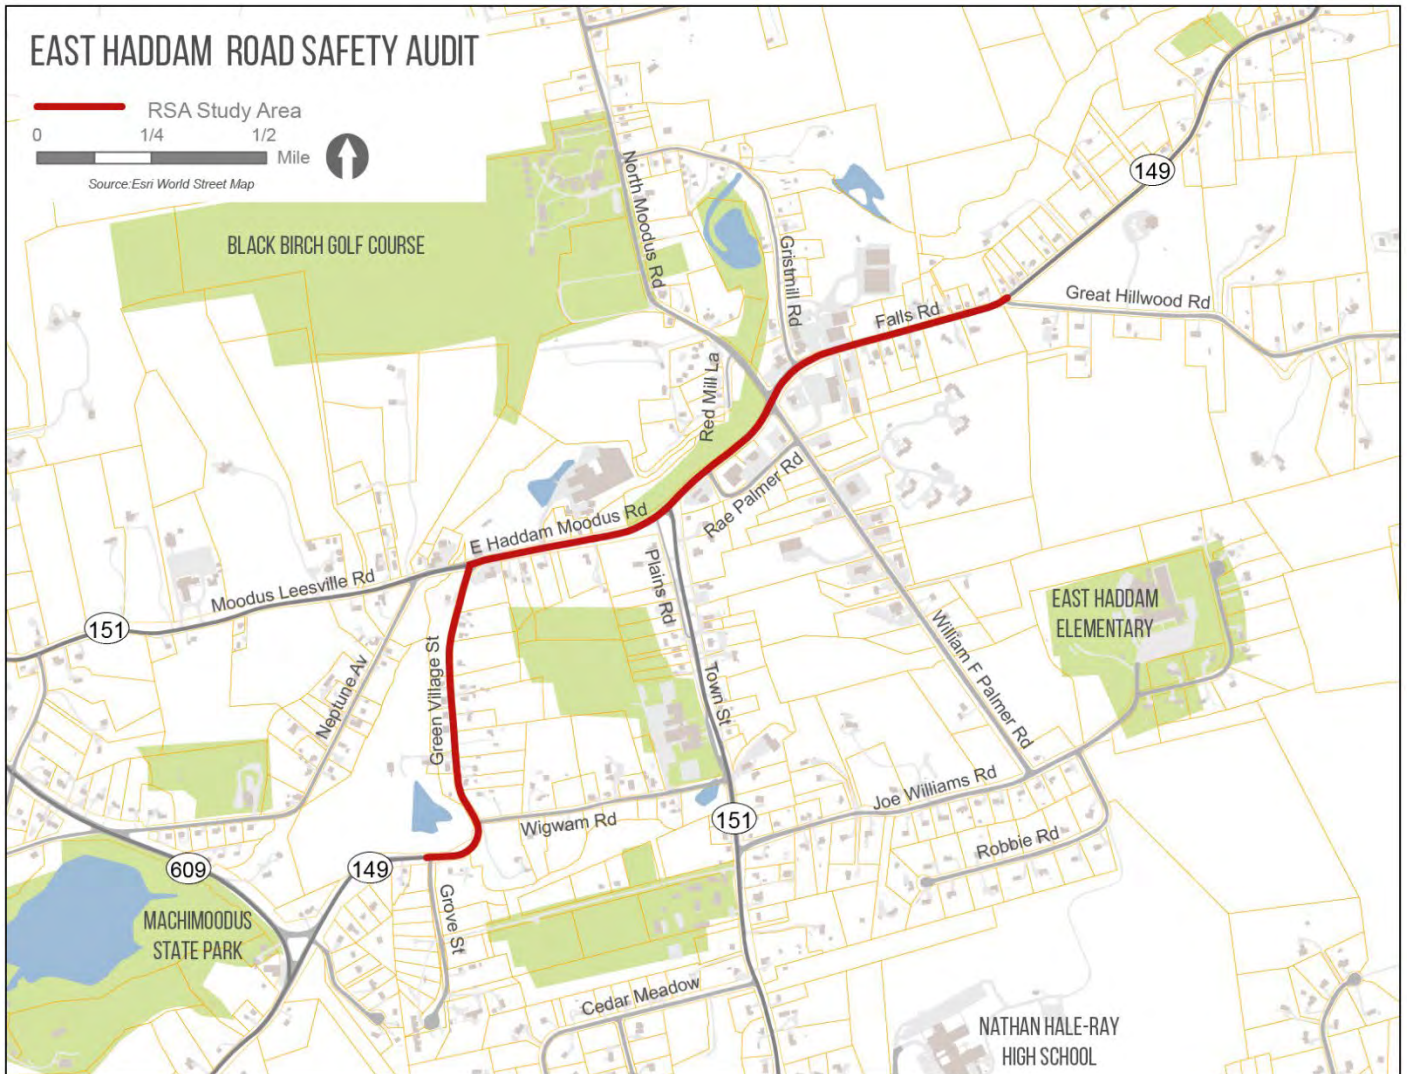 EAST HADDAM ROAD SAFETY AUDIT
RSA Study Area
0 1/4 1/2
Mile
Source:Esri World Street Map
BLACK BIRCH GOLF COURSE
North Moodus Rd
Gristmill Rd
149
Falls Rd
Great Hillwood Rd
Red Mill La
Rae Palmer Rd
E Haddam Moodus Rd
Moodus Leesville Rd
151
Plains Rd
EAST HADDAM
ELEMENTARY
William F Palmer Rd
Neptune Av
Green Village St
Town St
Joe Williams Rd
Wigwam Rd
151
Robbie Rd
609
149
MACHIMOODUS
STATE PARK
Grove St
Cedar Meadow
NATHAN HALE-RAY
HIGH SCHOOL